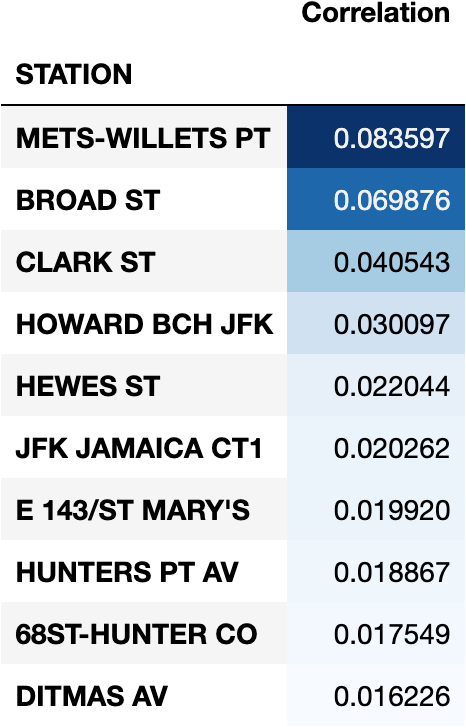 Correlation
STATION
METS-WILLETS PT 0.083597
BROAD ST 0.069876
CLARK ST 0.040543
HOWARD BCH JFK 0.030097
HEWES ST 0.022044
JFK JAMAICA CT1 0.020262
E 143/ST MARY'S 0.019920
HUNTERS PT AV 0.018867
68ST-HUNTER CO 0.017549
DITMAS AV 0.016226